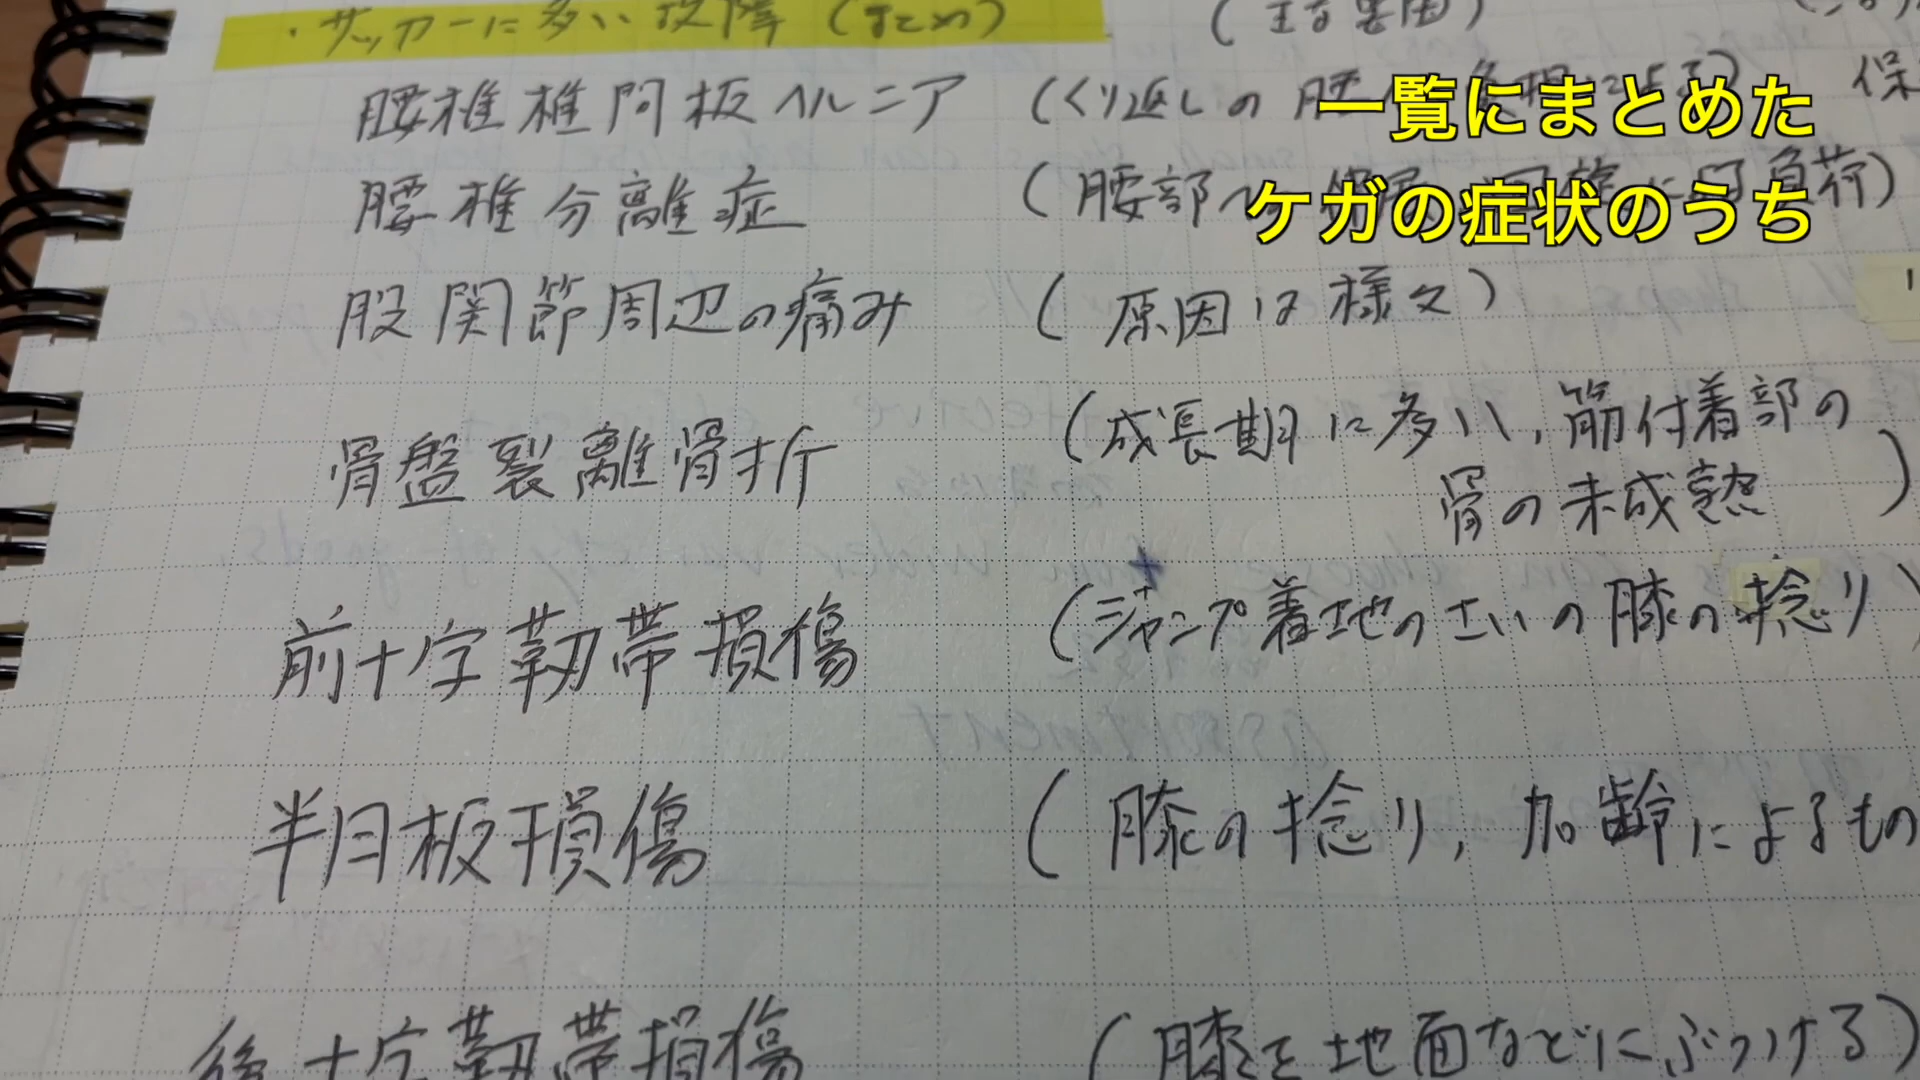 ・サッカーに多い故障（まとめ） （主な要因）
腰椎椎間板ヘルニア （くり返しの腰 保
一覧にまとめた
腰椎分離症 （腰部へ 負荷）
ケガの症状のうち
股関節周辺の痛み （原因は様々）
骨盤裂離骨折 （成長期に多い，筋付着部の
骨の未成熟）
前十字靭帯損傷 （ジャンプ着地のさいの膝の捻り）
半月板損傷 （膝の捻り，加齢によるもの
後十字靭帯損傷 （膝を地面などにぶつける）